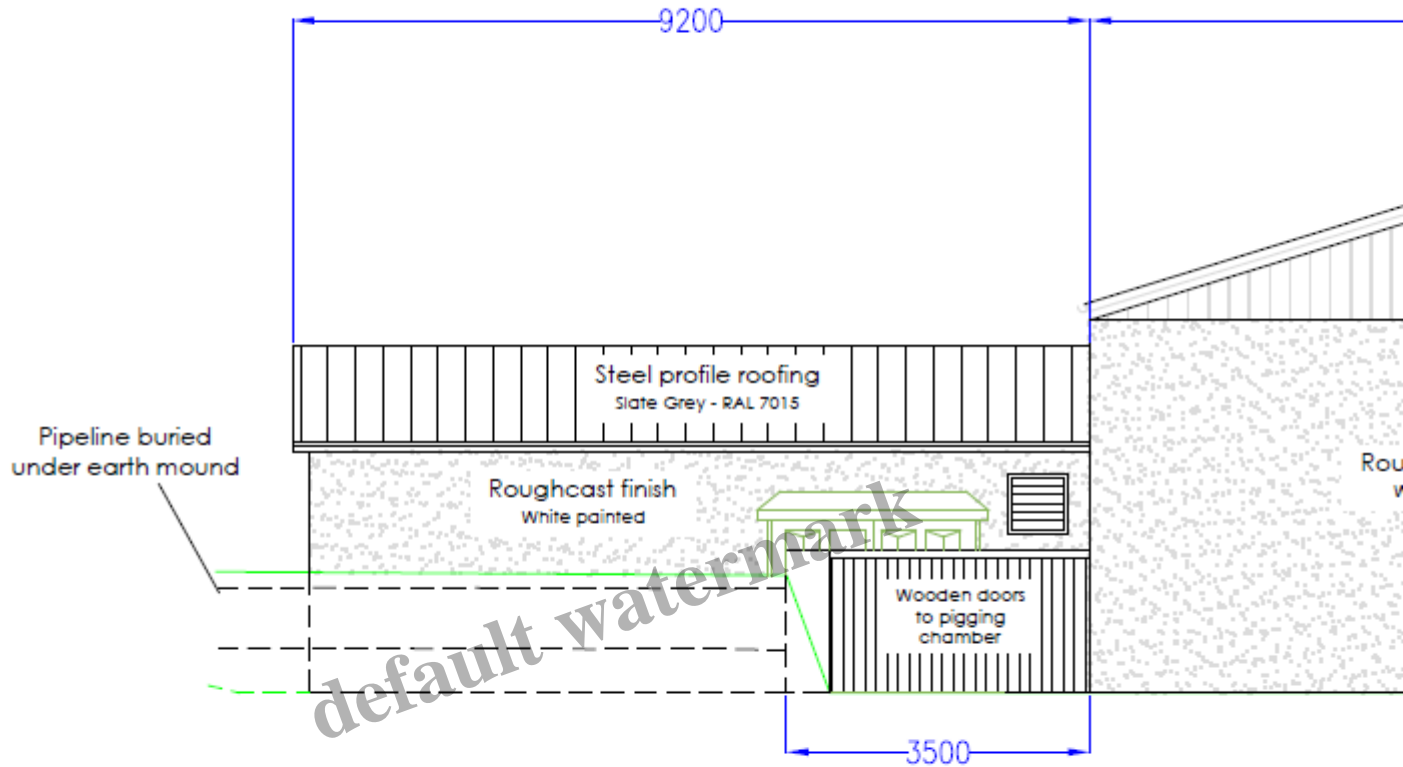 9200
Steel profile roofing
Slate Grey - RAL 7015
Pipeline buried
under earth mound
Roughcast finish
White painted
Rou
w
Wooden doors
to pigging
chamber
default watermark
3500